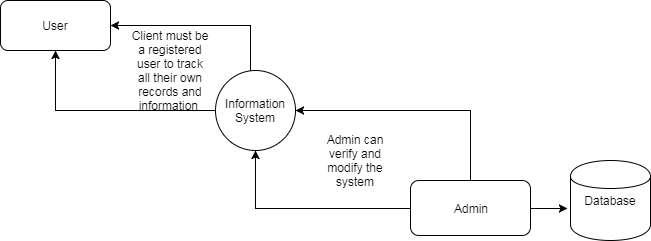 User
Client must be
a registered
user to track
all their own
records and
information
Information
System
Admin can
verify and
modify the
system
Admin
Database